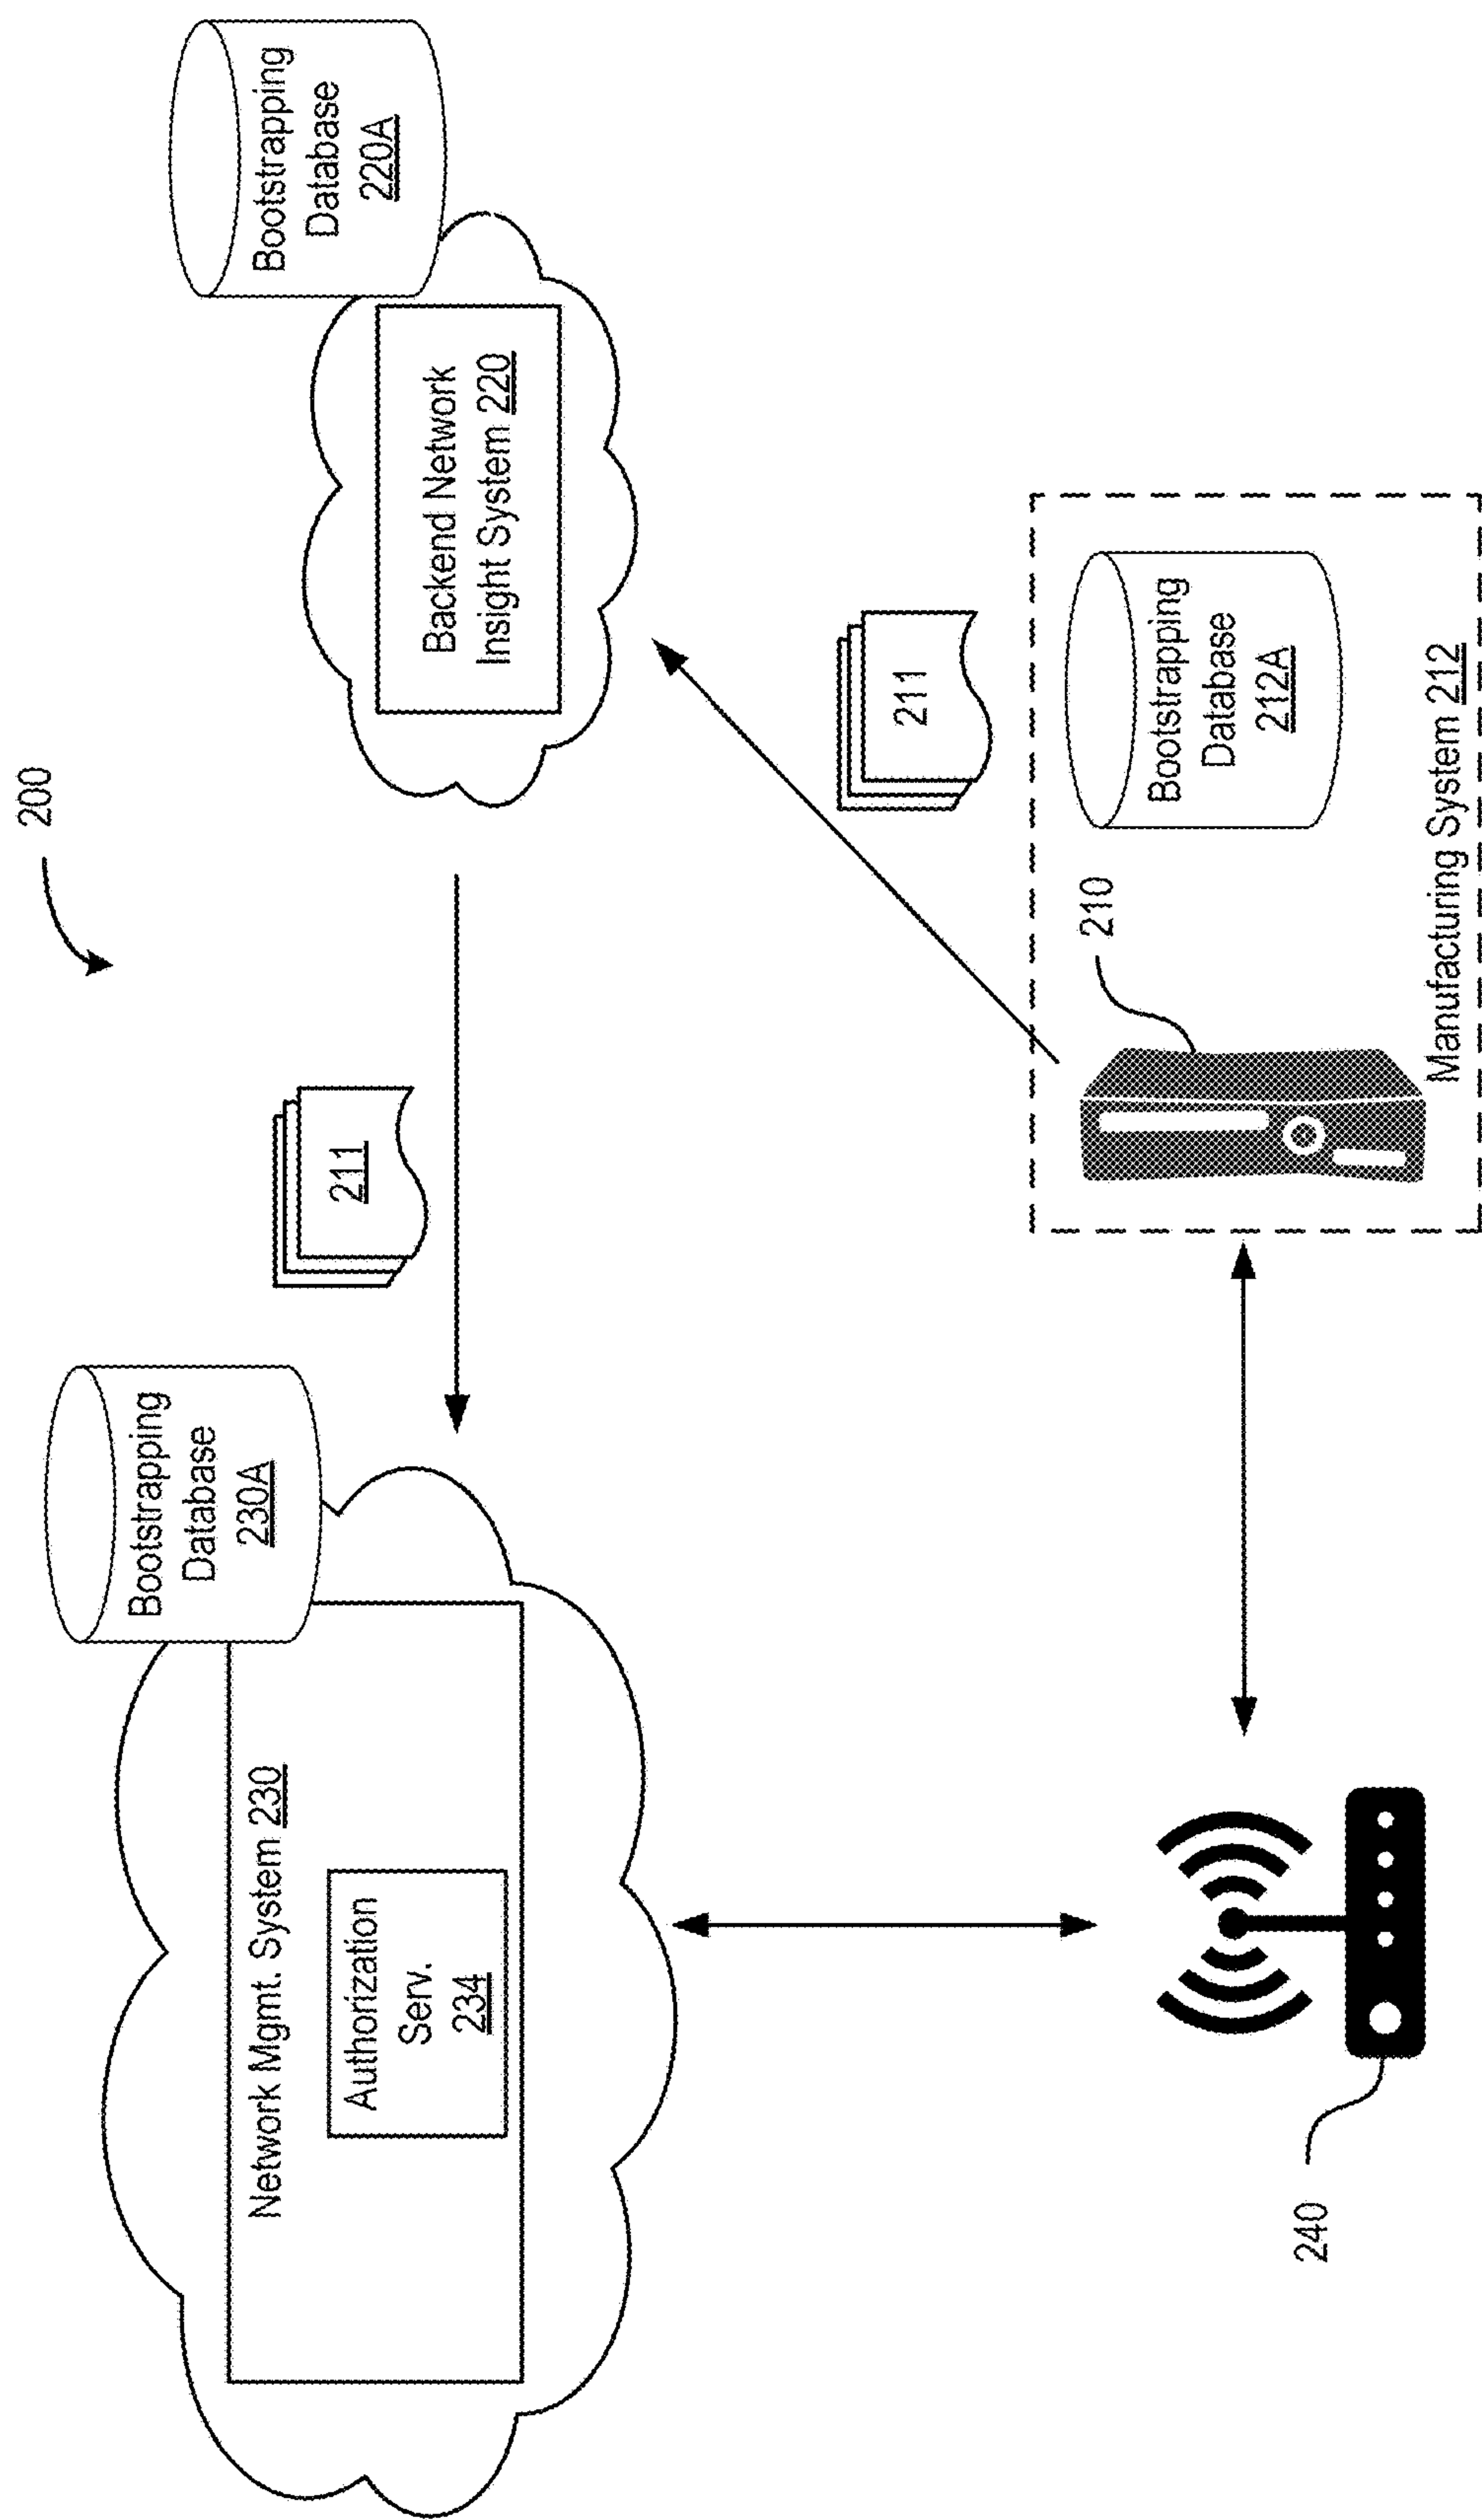 200
Bootstrapping
Database
230A
Network Mgmt. System 230
Authorization
Serv.
234
211
Bootstrapping
Database
220A
Backend Network
Insight System 220
211
240
210
Bootstrapping
Database
212A
Manufacturing System 212